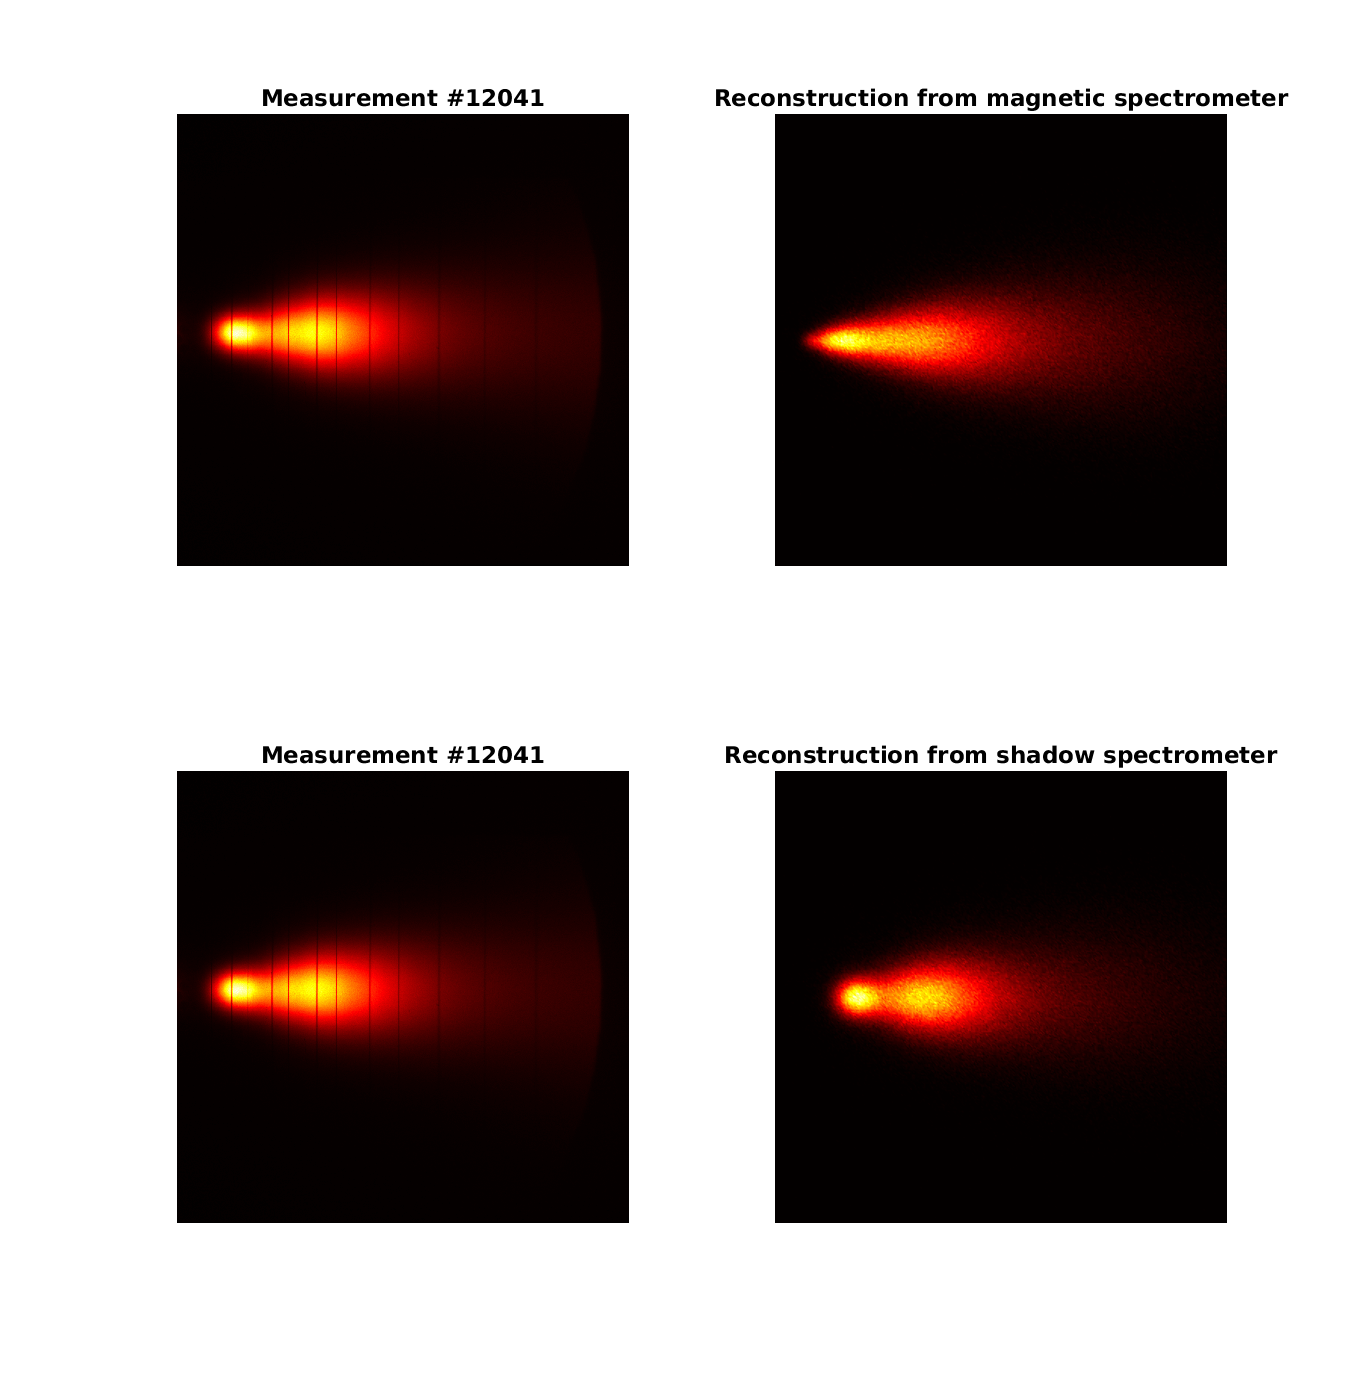 Measurement #12041
Reconstruction from magnetic spectrometer
Measurement #12041
Reconstruction from shadow spectrometer